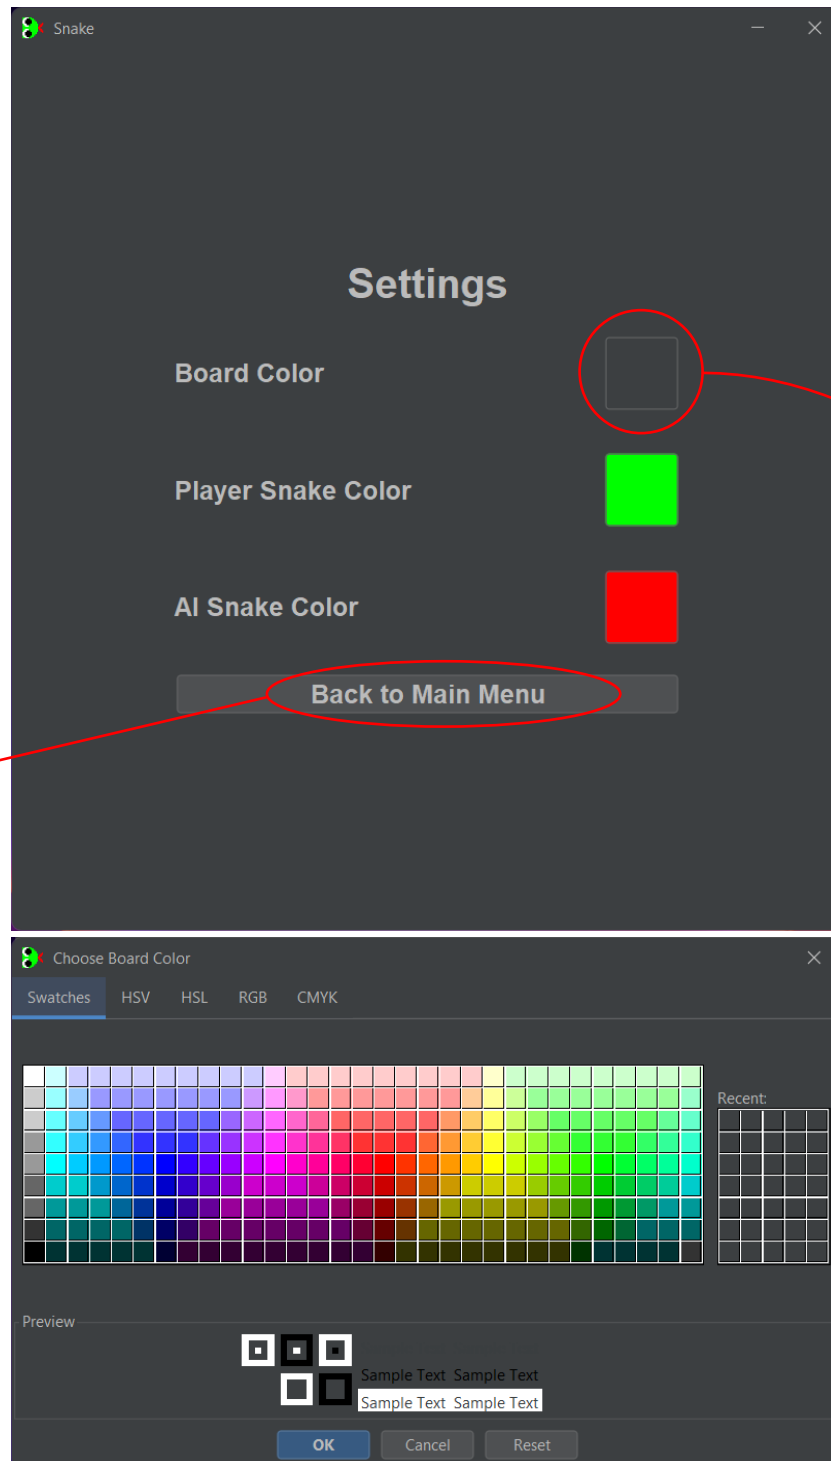 Snake
Settings
Board Color
Player Snake Color
AI Snake Color
Back to Main Menu
Choose Board Color
Swatches HSV HSL RGB CMYK
Recent:
Preview
Sample Text Sample Text
Sample Text Sample Text
OK Cancel Reset